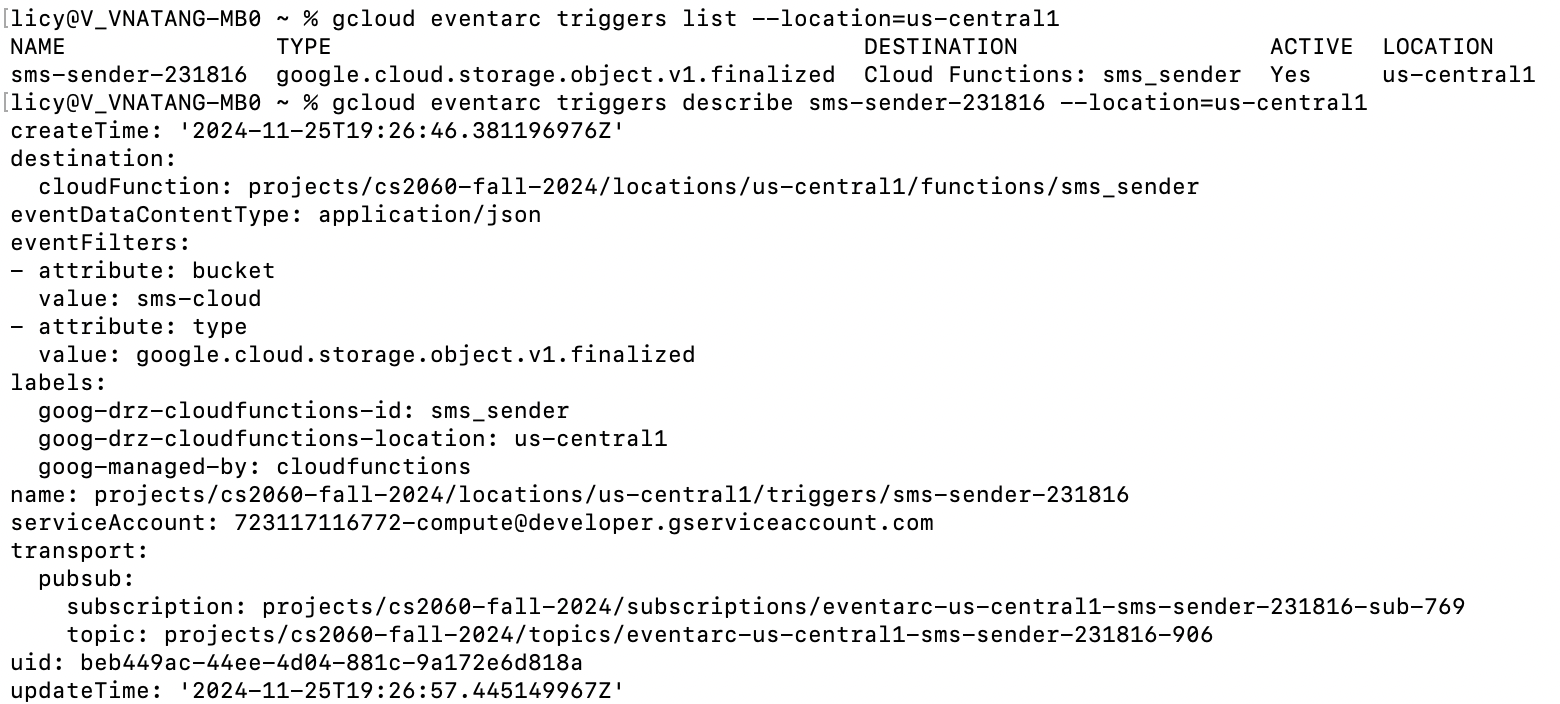 [licy@V_VNATANG-MB0 ~ % gcloud eventarc triggers list --location=us-central1
NAME                TYPE                                      DESTINATION                  ACTIVE  LOCATION
sms-sender-231816  google.cloud.storage.object.v1.finalized  Cloud Functions: sms_sender  Yes     us-central1
[licy@V_VNATANG-MB0 ~ % gcloud eventarc triggers describe sms-sender-231816 --location=us-central1
createTime: '2024-11-25T19:26:46.381196976Z'
destination:
  cloudFunction: projects/cs2060-fall-2024/locations/us-central1/functions/sms_sender
eventDataContentType: application/json
eventFilters:
- attribute: bucket
  value: sms-cloud
- attribute: type
  value: google.cloud.storage.object.v1.finalized
labels:
  goog-drz-cloudfunctions-id: sms_sender
  goog-drz-cloudfunctions-location: us-central1
  goog-managed-by: cloudfunctions
name: projects/cs2060-fall-2024/locations/us-central1/triggers/sms-sender-231816
serviceAccount: 723117116772-compute@developer.gserviceaccount.com
transport:
  pubsub:
    subscription: projects/cs2060-fall-2024/subscriptions/eventarc-us-central1-sms-sender-231816-sub-769
    topic: projects/cs2060-fall-2024/topics/eventarc-us-central1-sms-sender-231816-906
uid: beb449ac-44ee-4d04-881c-9a172e6d818a
updateTime: '2024-11-25T19:26:57.445149967Z'